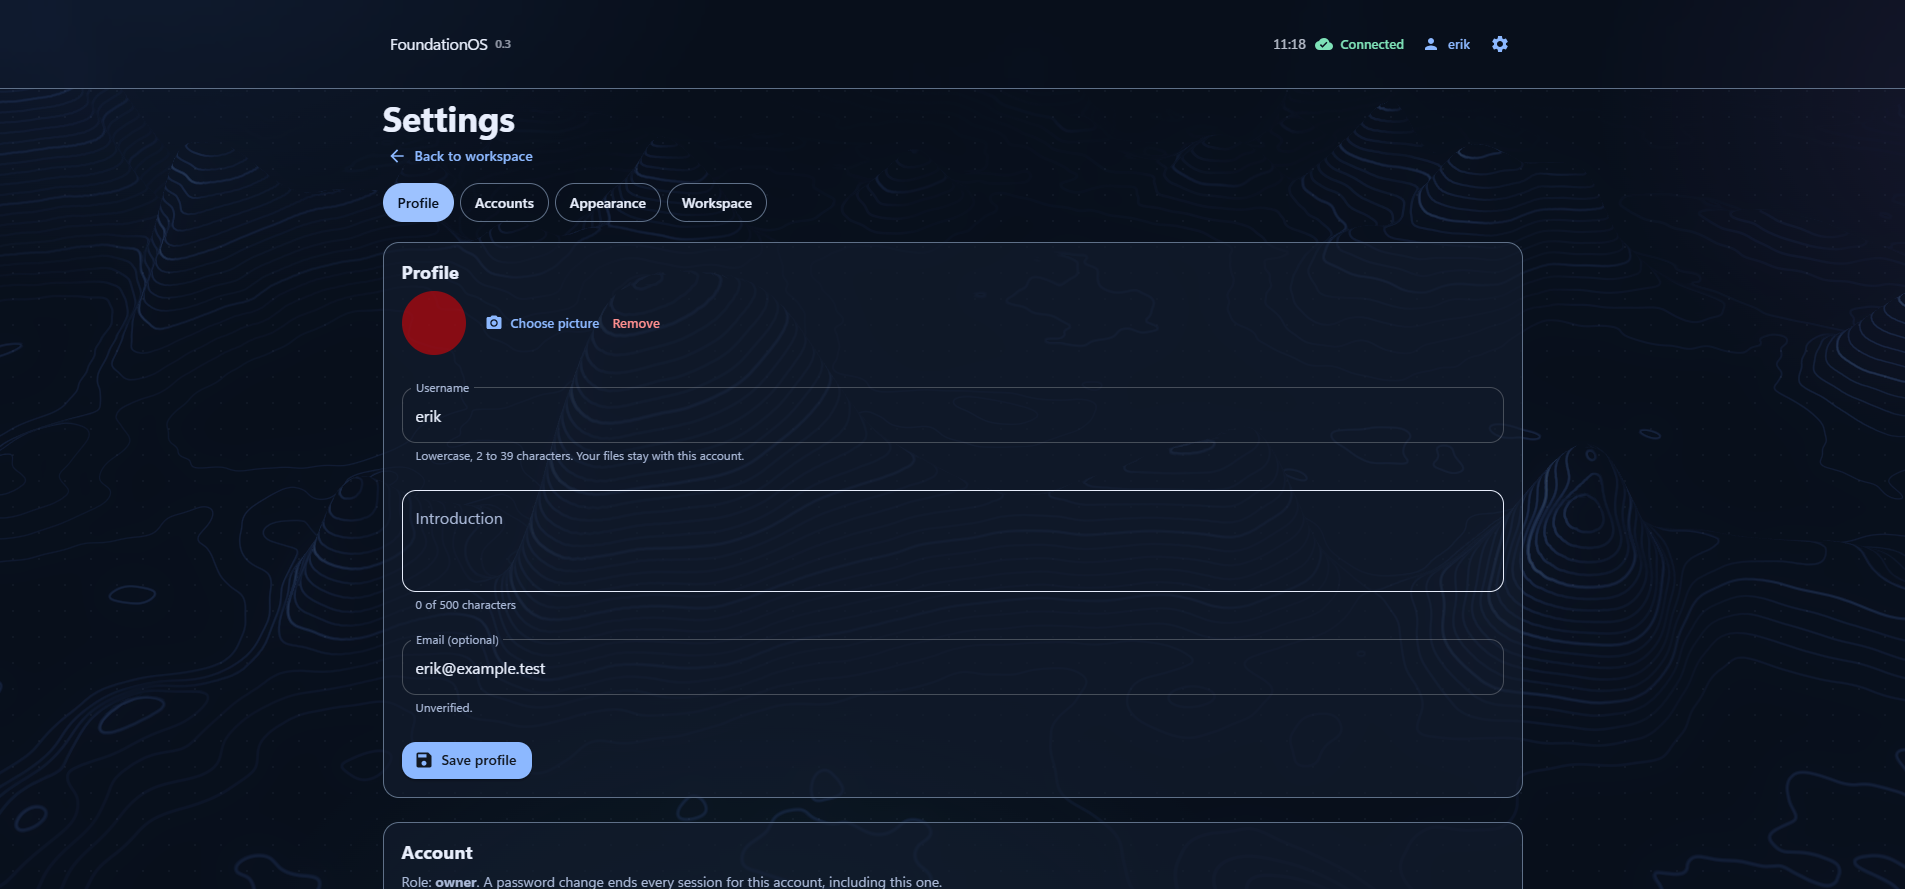 FoundationOS 0.3
11:18 Connected erik
Settings
Back to workspace
Profile Accounts Appearance Workspace
Profile
Choose picture Remove
Username
erik
Lowercase, 2 to 39 characters. Your files stay with this account.
Introduction
0 of 500 characters
Email (optional)
erik@example.test
Unverified.
Save profile
Account
Role: owner. A password change ends every session for this account, including this one.